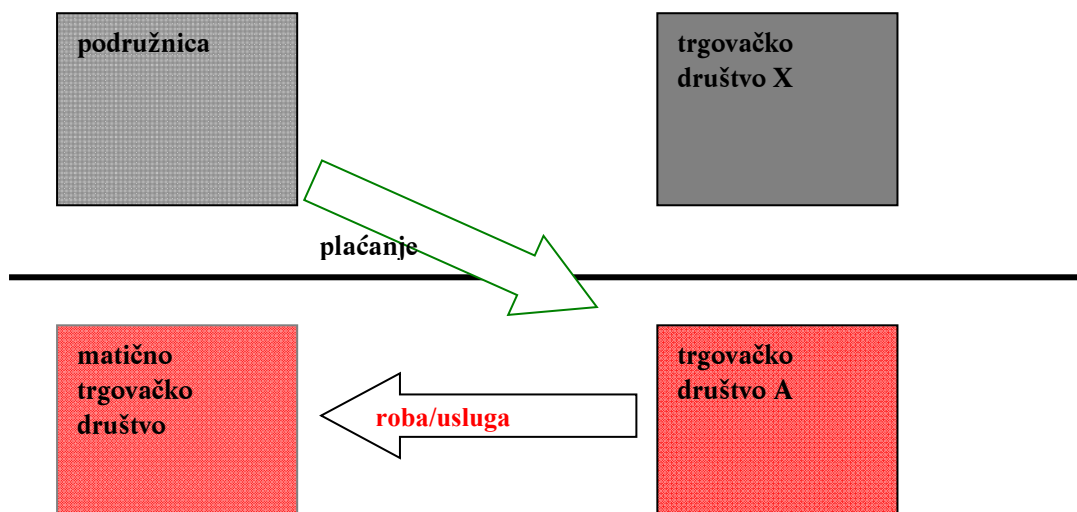 podružnica
trgovačko
društvo X
plaćanje
matično
trgovačko
društvo
roba/usluga
trgovačko
društvo A